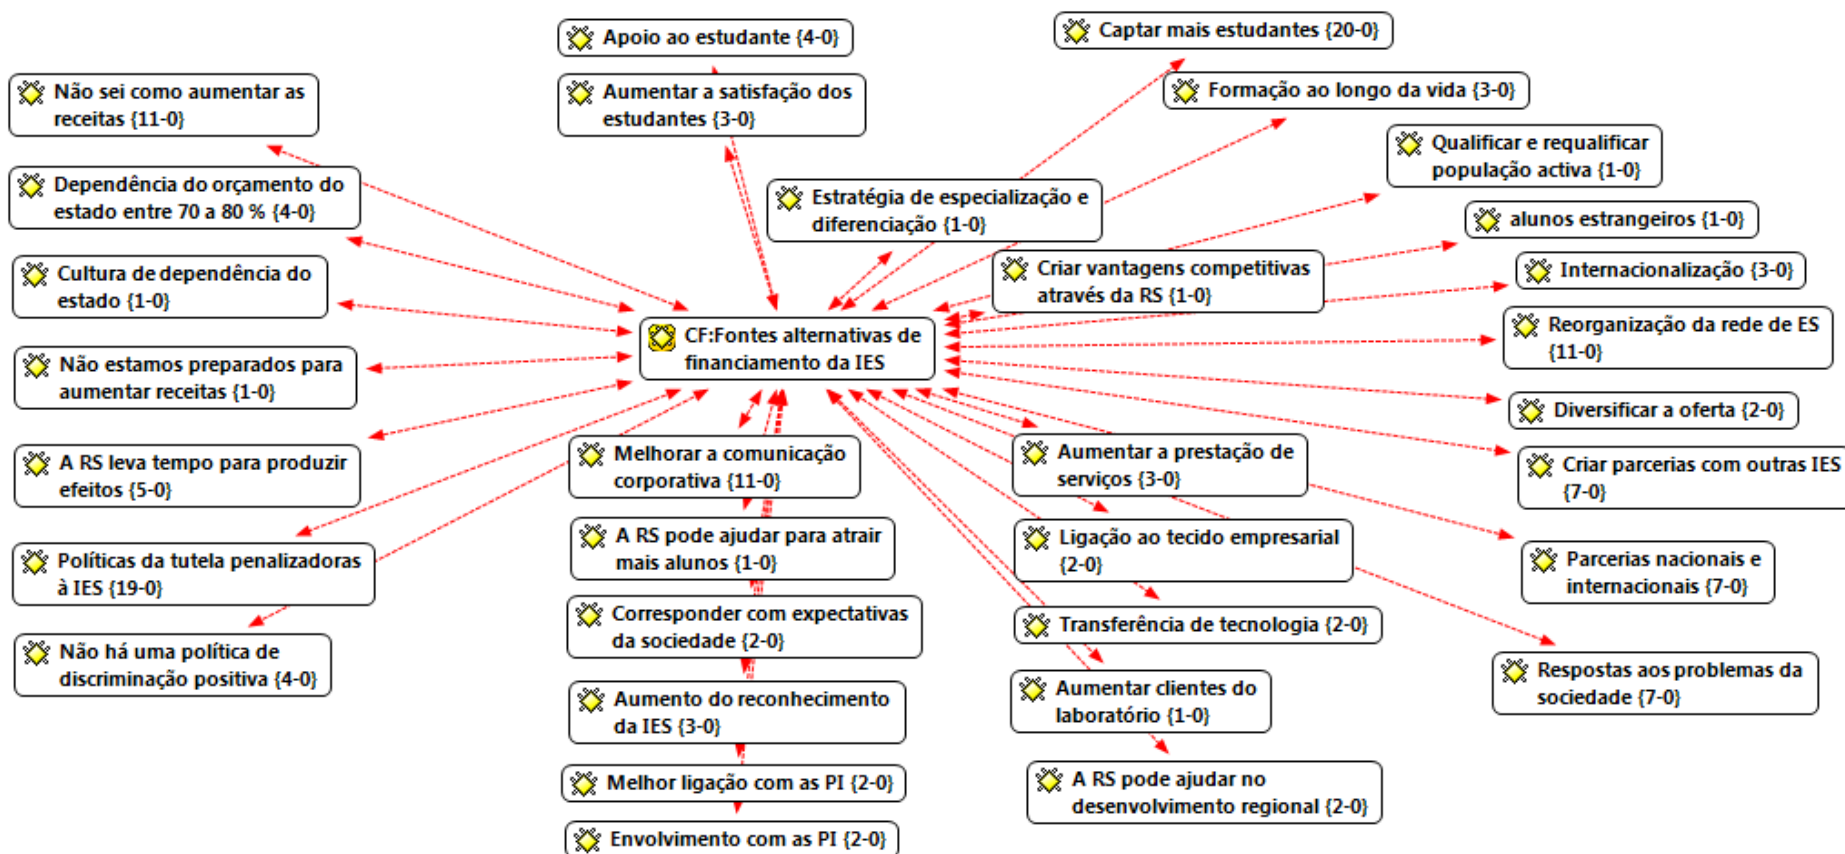 Apoio ao estudante {4-0}
Captar mais estudantes {20-0}
Não sei como aumentar as
receitas {11-0}
Aumentar a satisfação dos
estudantes {3-0}
Formação ao longo da vida {3-0}
Qualificar e requalificar
população activa {1-0}
Dependência do orçamento do
estado entre 70 a 80 % {4-0}
Estratégia de especialização e
diferenciação {1-0}
alunos estrangeiros {1-0}
Cultura de dependência do
estado {1-0}
Criar vantagens competitivas
através da RS {1-0}
Internacionalização {3-0}
CF:Fontes alternativas de
financiamento da IES
Reorganização da rede de ES
{11-0}
Não estamos preparados para
aumentar receitas {1-0}
Diversificar a oferta {2-0}
A RS leva tempo para produzir
efeitos {5-0}
Melhorar a comunicação
corporativa {11-0}
Aumentar a prestação de
serviços {3-0}
Criar parcerias com outras IES
{7-0}
Políticas da tutela penalizadoras
à IES {19-0}
A RS pode ajudar para atrair
mais alunos {1-0}
Ligação ao tecido empresarial
{2-0}
Parcerias nacionais e
internacionais {7-0}
Não há uma política de
discriminação positiva {4-0}
Corresponder com expectativas
da sociedade {2-0}
Transferência de tecnologia {2-0}
Respostas aos problemas da
sociedade {7-0}
Aumento do reconhecimento
da IES {3-0}
Aumentar clientes do
laboratório {1-0}
Melhor ligação com as PI {2-0}
A RS pode ajudar no
desenvolvimento regional {2-0}
Envolvimento com as PI {2-0}